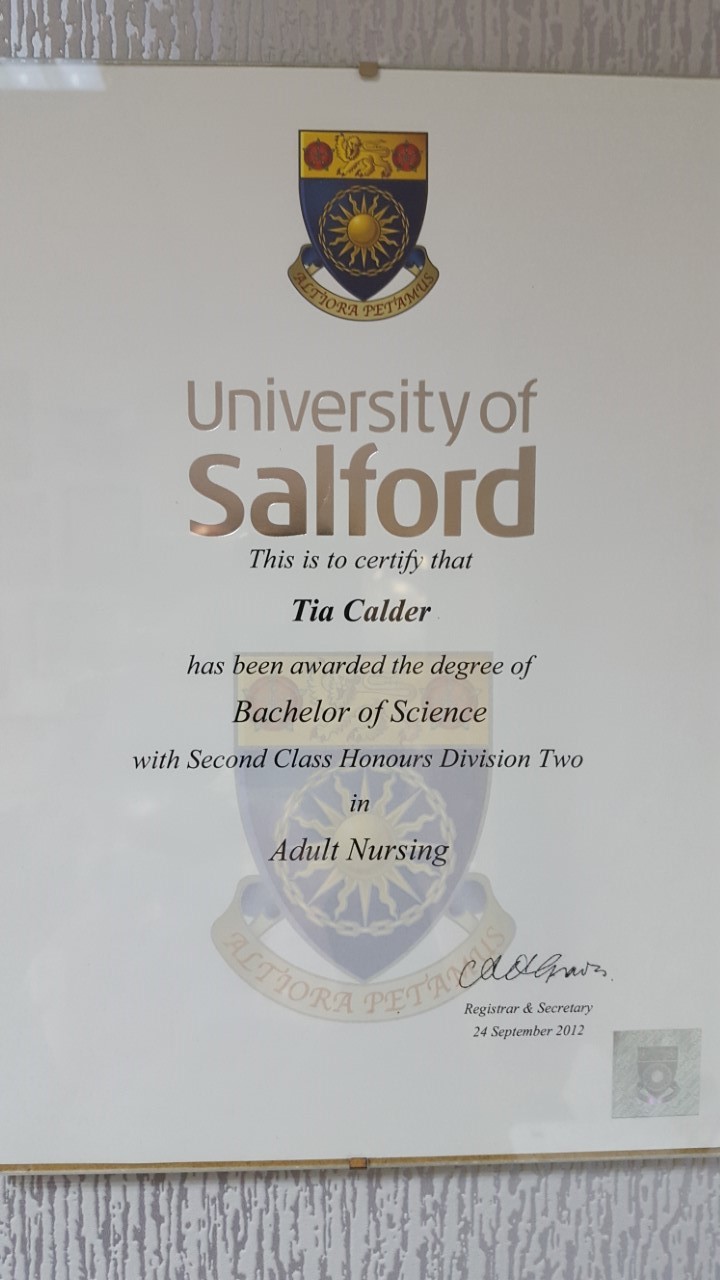 ALTIORA PETAMUS
University of
Salford
This is to certify that
Tia Calder
has been awarded the degree of
Bachelor of Science
with Second Class Honours Division Two
in
Adult Nursing
ALTIORA PETAMUS
Registrar & Secretary
24 September 2012